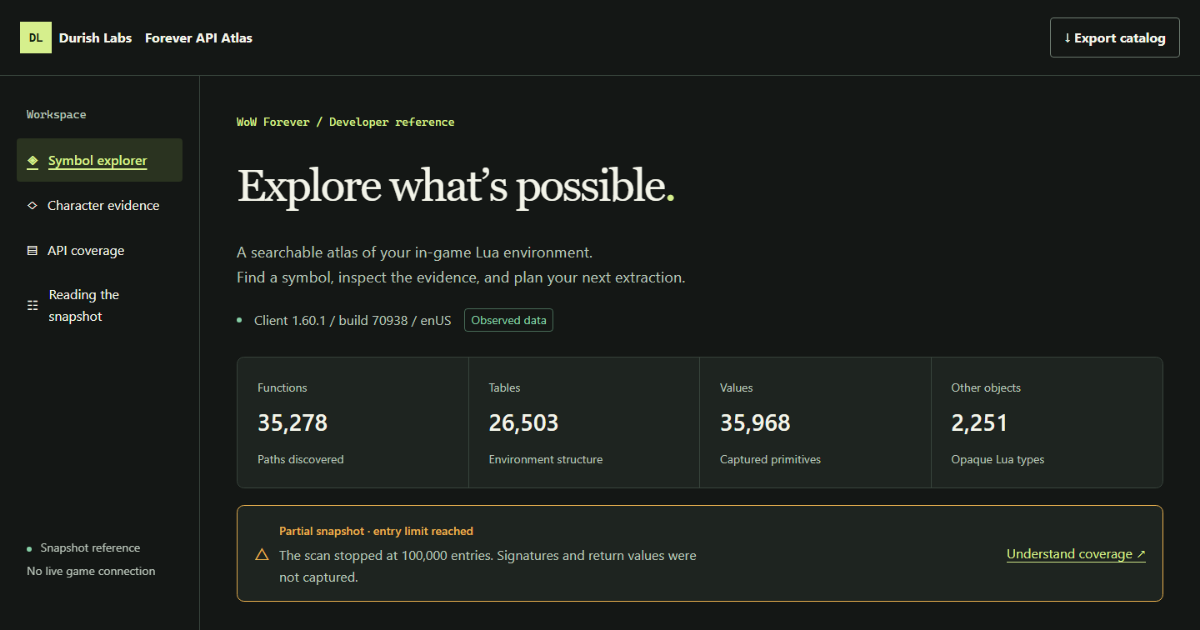 DL Durish Labs Forever API Atlas
↓ Export catalog
Workspace
Symbol explorer
Character evidence
API coverage
Reading the
snapshot
Snapshot reference
No live game connection
WoW Forever / Developer reference
Explore what's possible.
A searchable atlas of your in-game Lua environment.
Find a symbol, inspect the evidence, and plan your next extraction.
Client 1.60.1 / build 70938 / enUS Observed data
Functions
35,278
Paths discovered
Tables
26,503
Environment structure
Values
35,968
Captured primitives
Other objects
2,251
Opaque Lua types
Partial snapshot · entry limit reached
The scan stopped at 100,000 entries. Signatures and return values were
not captured.
Understand coverage ↗